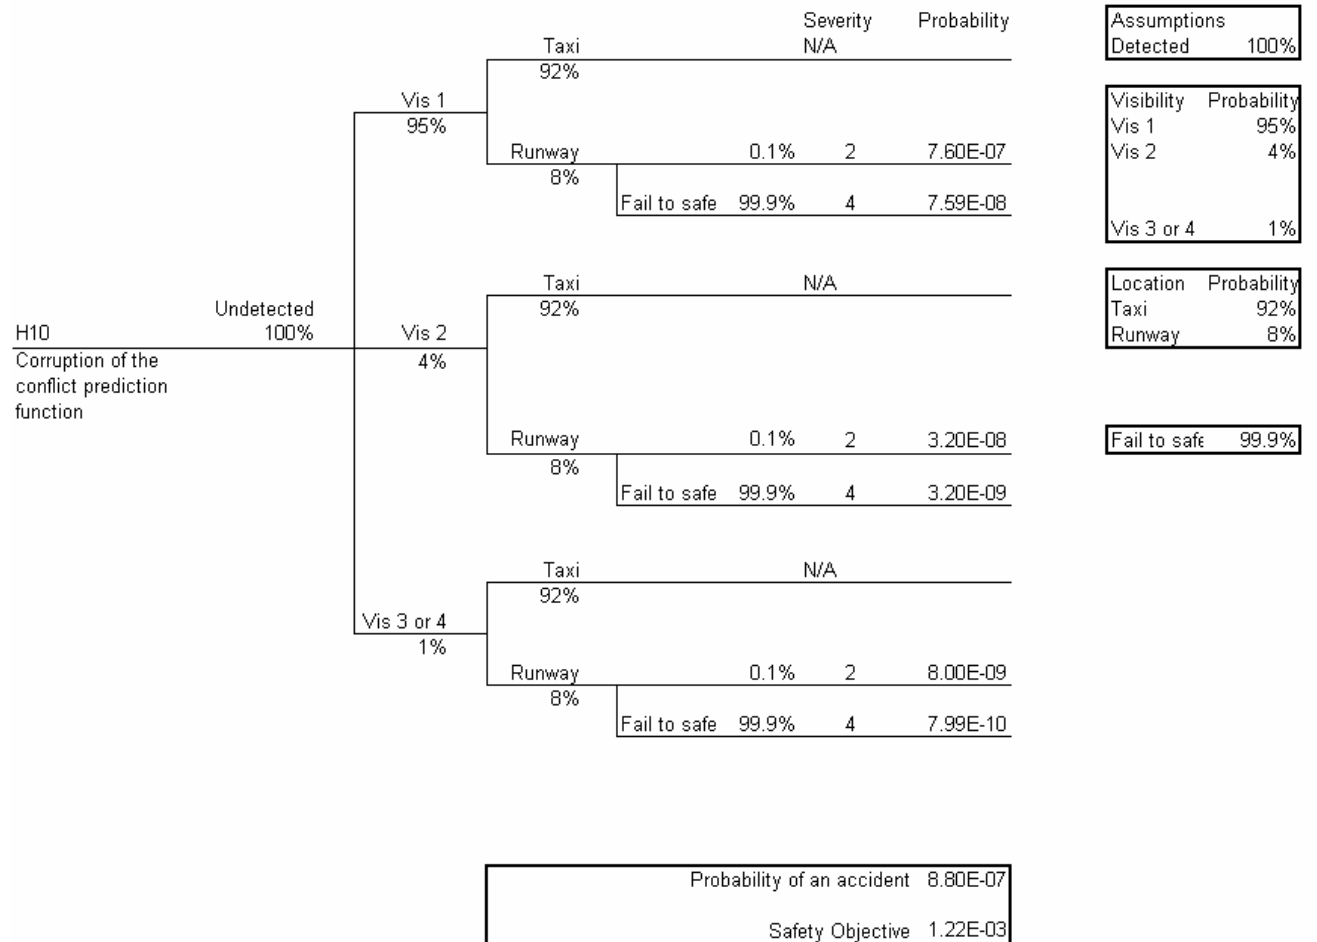 Severity Probability
Taxi N/A
92%
Vis 1
95%
Runway 0.1% 2 7.60E-07
8%
Fail to safe 99.9% 4 7.59E-08
Taxi N/A
92%
Undetected
H10 100% Vis 2
Corruption of the 4%
conflict prediction
function
Runway 0.1% 2 3.20E-08
8%
Fail to safe 99.9% 4 3.20E-09
Taxi N/A
92%
Vis 3 or 4
1%
Runway 0.1% 2 8.00E-09
8%
Fail to safe 99.9% 4 7.99E-10
Probability of an accident 8.80E-07
Safety Objective 1.22E-03
Assumptions
Detected 100%
Visibility Probability
Vis 1 95%
Vis 2 4%
Vis 3 or 4 1%
Location Probability
Taxi 92%
Runway 8%
Fail to safe 99.9%